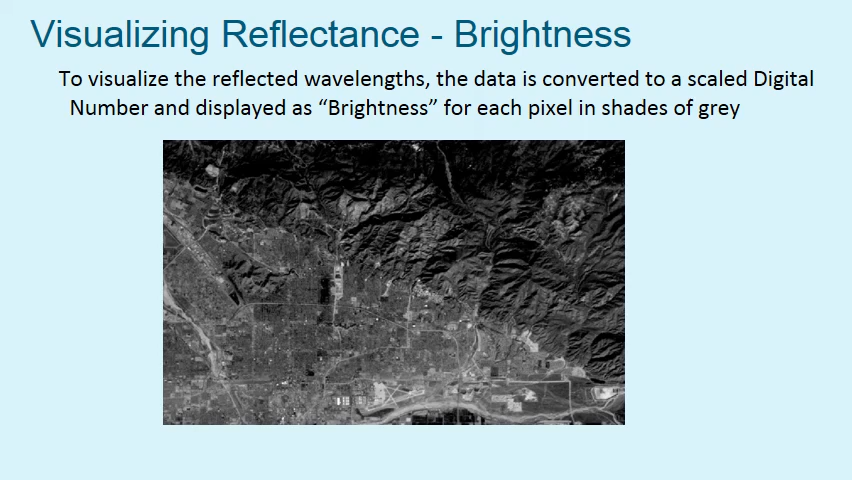 Visualizing Reflectance - Brightness
To visualize the reflected wavelengths, the data is converted to a scaled Digital
Number and displayed as “Brightness” for each pixel in shades of grey